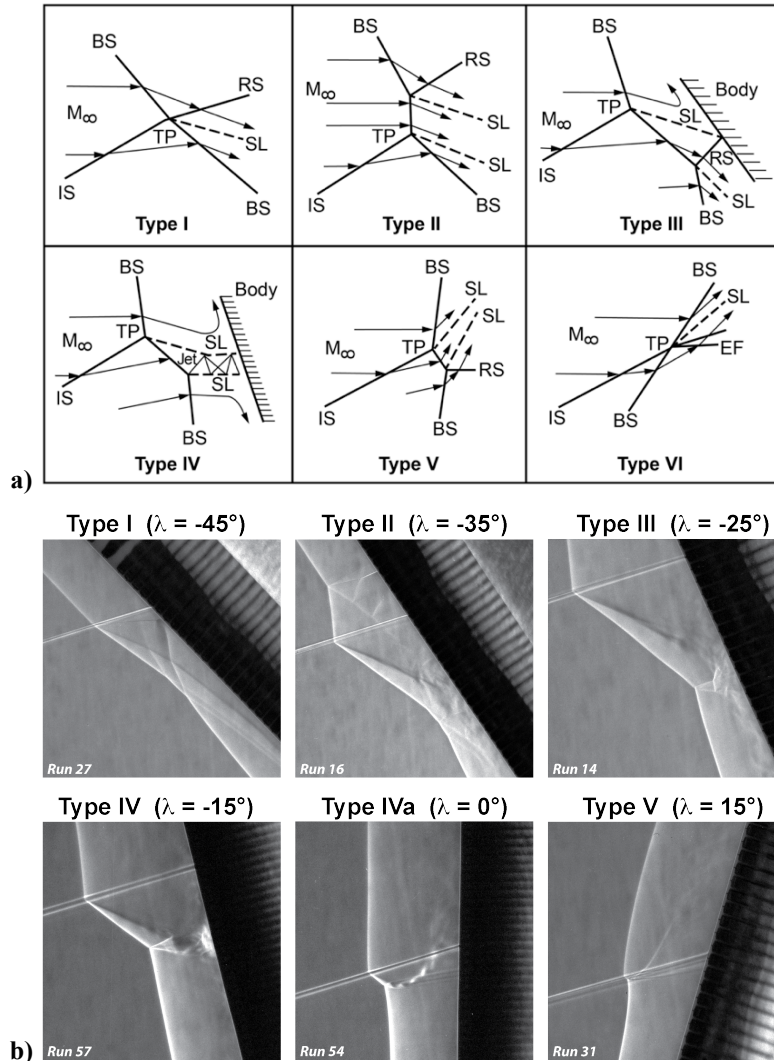 a)
BS
RS
M∞
TP
SL
IS
BS
Type I
BS
RS
M∞
SL
TP
SL
IS
BS
Type II
BS
Body
TP
SL
M∞
RS
IS
SL
BS
Type III
BS
Body
M∞
TP
SL
Jet
SL
IS
BS
Type IV
SL
BS
SL
M∞
TP
RS
IS
BS
Type V
BS
SL
M∞
TP
EF
IS
BS
Type VI
Type I (λ = -45°)
Run 27
Type II (λ = -35°)
Run 16
Type III (λ = -25°)
Run 14
Type IV (λ = -15°)
Run 57
Type IVa (λ = 0°)
Run 54
Type V (λ = 15°)
Run 31
b)